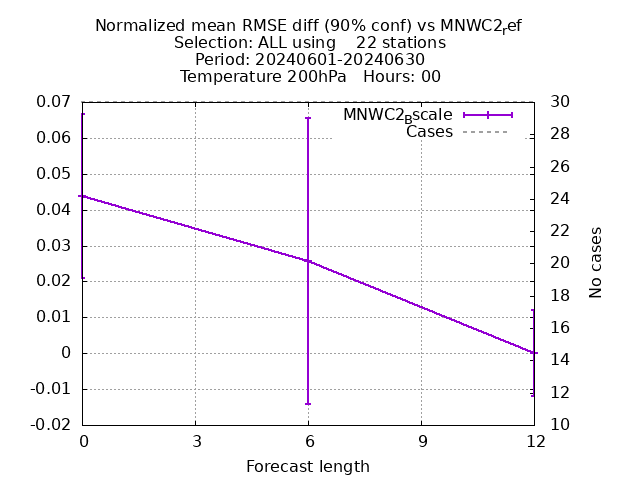 Normalized mean RMSE diff (90% conf) vs MNWC2ref
Selection: ALL using 22 stations
Period: 20240601-20240630
Temperature 200hPa Hours: 00
MNWC2Bscale
Cases
0.07
0.06
0.05
0.04
0.03
0.02
0.01
0
-0.01
-0.02
30
28
26
24
22
20
18
16
14
12
10
No cases
0 3 6 9 12
Forecast length